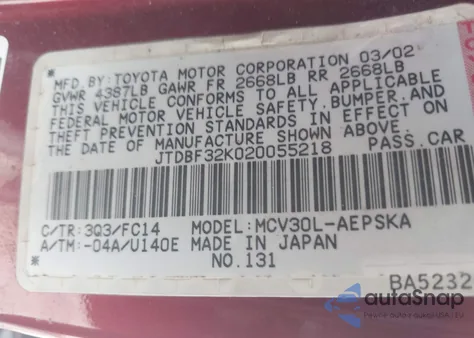 MFD.BY:TOYOTA MOTOR CORPORATION 03/02
GVWR 4387LB GAWR FR 2668LB RR 2668LB
THIS VEHICLE CONFORMS TO ALL APPLICABLE
FEDERAL MOTOR VEHICLE SAFETY,BUMPER,AND
THEFT PREVENTION STANDARDS IN EFFECT ON
THE DATE OF MANUFACTURE SHOWN ABOVE.
JTDBF32K020055218 PASS.CAR
C/TR:3Q3/FC14 MODEL:MCV30L-AEPSKA
A/TM:-04A/U140E MADE IN JAPAN
NO.131
BA5232
autoSnap